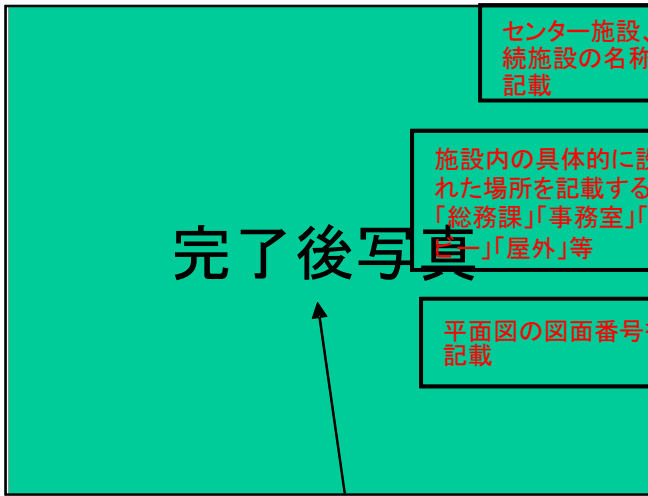 センター施設、
続施設の名称
記載
施設内の具体的に
れた場所を記載する
「総務課」「事務室」「
ビー」「屋外」等
完了後写真
平面図の図面番号
記載